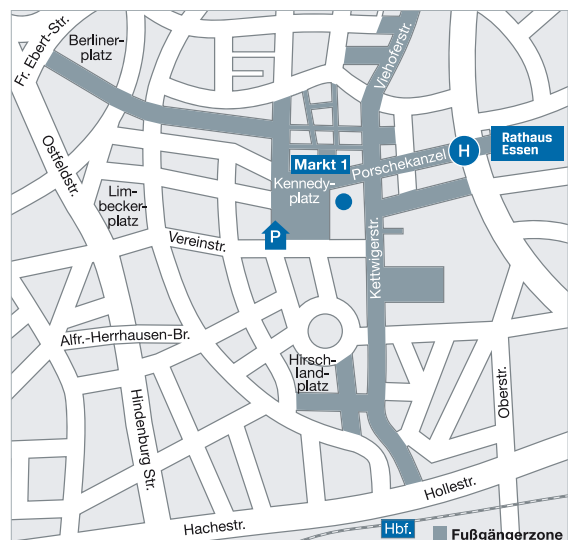 Fr. Ebert-Str.
Berliner-
platz
Viehoferstr.
Ostfeldstr.
Markt 1
Porschekanzel
H
Rathaus
Essen
Kennedy-
platz
Lim-
becker-
platz
P
Vereinstr.
Kettwigerstr.
Alfr.-Herrhausen-Br.
Hirsch-
land-
platz
Hindenburg Str.
Oberstr.
Hollestr.
Hachestr.
Hbf.
Fußgängerzone